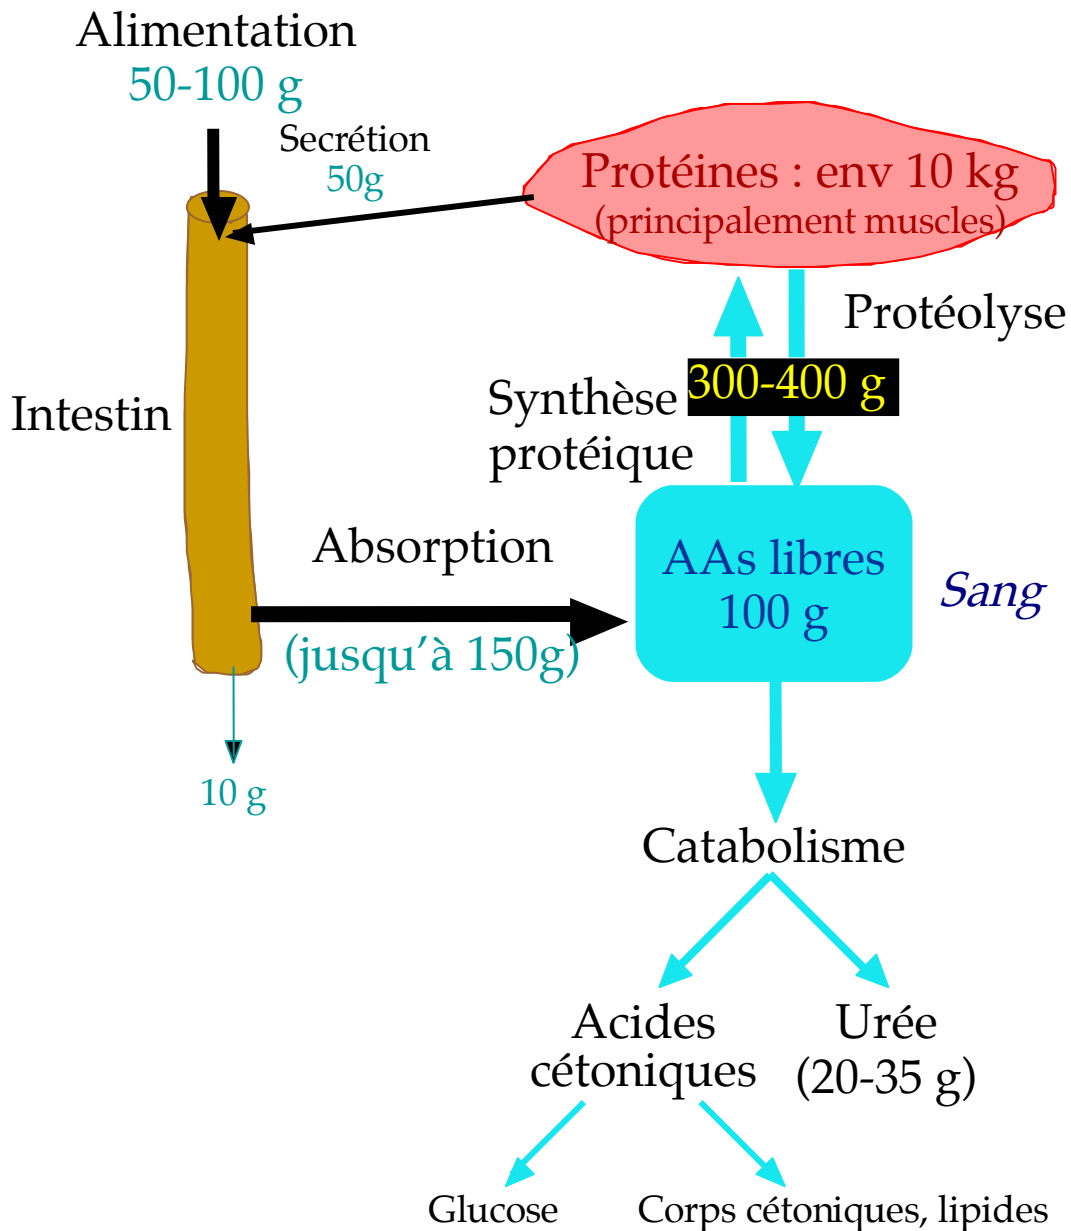 Alimentation
50-100 g
Secrétion
50g
Protéines : env 10 kg
(principalement muscles)
Protéolyse
300-400 g
Synthèse
protéique
Intestin
Absorption
(jusqu’à 150g)
AAs libres
100 g
Sang
10 g
Catabolisme
Acides
cétoniques
Urée
(20-35 g)
Glucose
Corps cétoniques, lipides